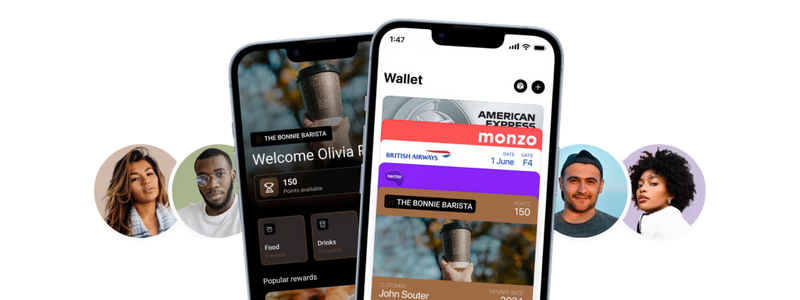 THE BONNIE BARISTA
Welcome Olivia
150
Points available
Food
Drinks
Popular rewards
1:47
Wallet
AMERICAN EXPRESS
monzo
BRITISH AIRWAYS
DATE
1 June
GATE
F4
nectar
THE BONNIE BARISTA
POINTS
150
CUSTOMER
John Souter
MEMBER SINCE